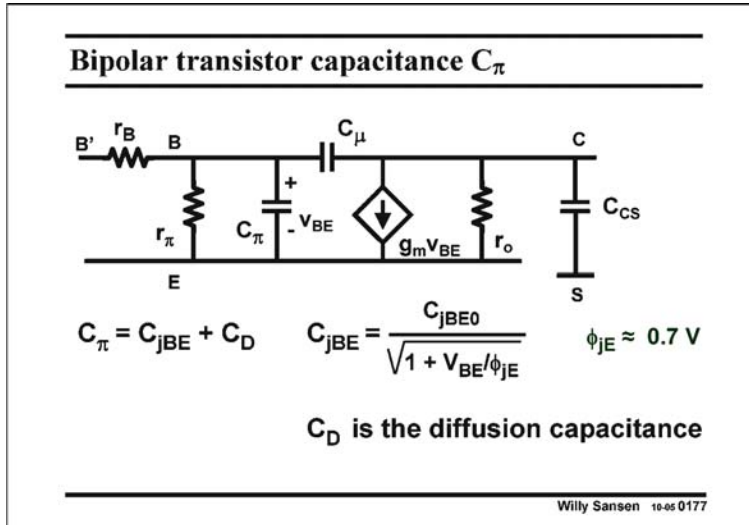 Bipolar transistor capacitance Cπ
B' rB B Cμ C
+
rπ Cπ - vBE gmvBE ro CCS
E S
Cπ = CjBE + CD CjBE = CjBE0 / √1 + VBE/ϕjE ϕjE ≈ 0.7 V
CD is the diffusion capacitance
Willy Sansen 10-05 0177